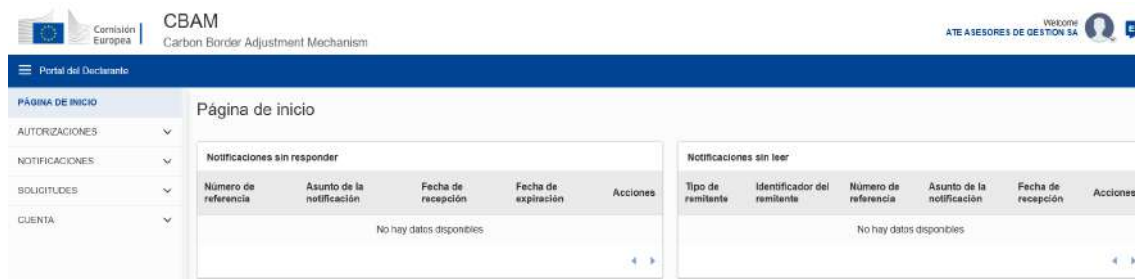 Comisión
Europea
CBAM
Carbon Border Adjustment Mechanism
Welcome
ATE ASESORES DE GESTION SA
Portal del Declarante
PÁGINA DE INICIO
AUTORIZACIONES
NOTIFICACIONES
SOLICITUDES
CUENTA
Página de inicio
Notificaciones sin responder
Número de referencia
Asunto de la notificación
Fecha de recepción
Fecha de expiración
Acciones
No hay datos disponibles
Notificaciones sin leer
Tipo de remitente
Identificador del remitente
Número de referencia
Asunto de la notificación
Fecha de recepción
Acciones
No hay datos disponibles